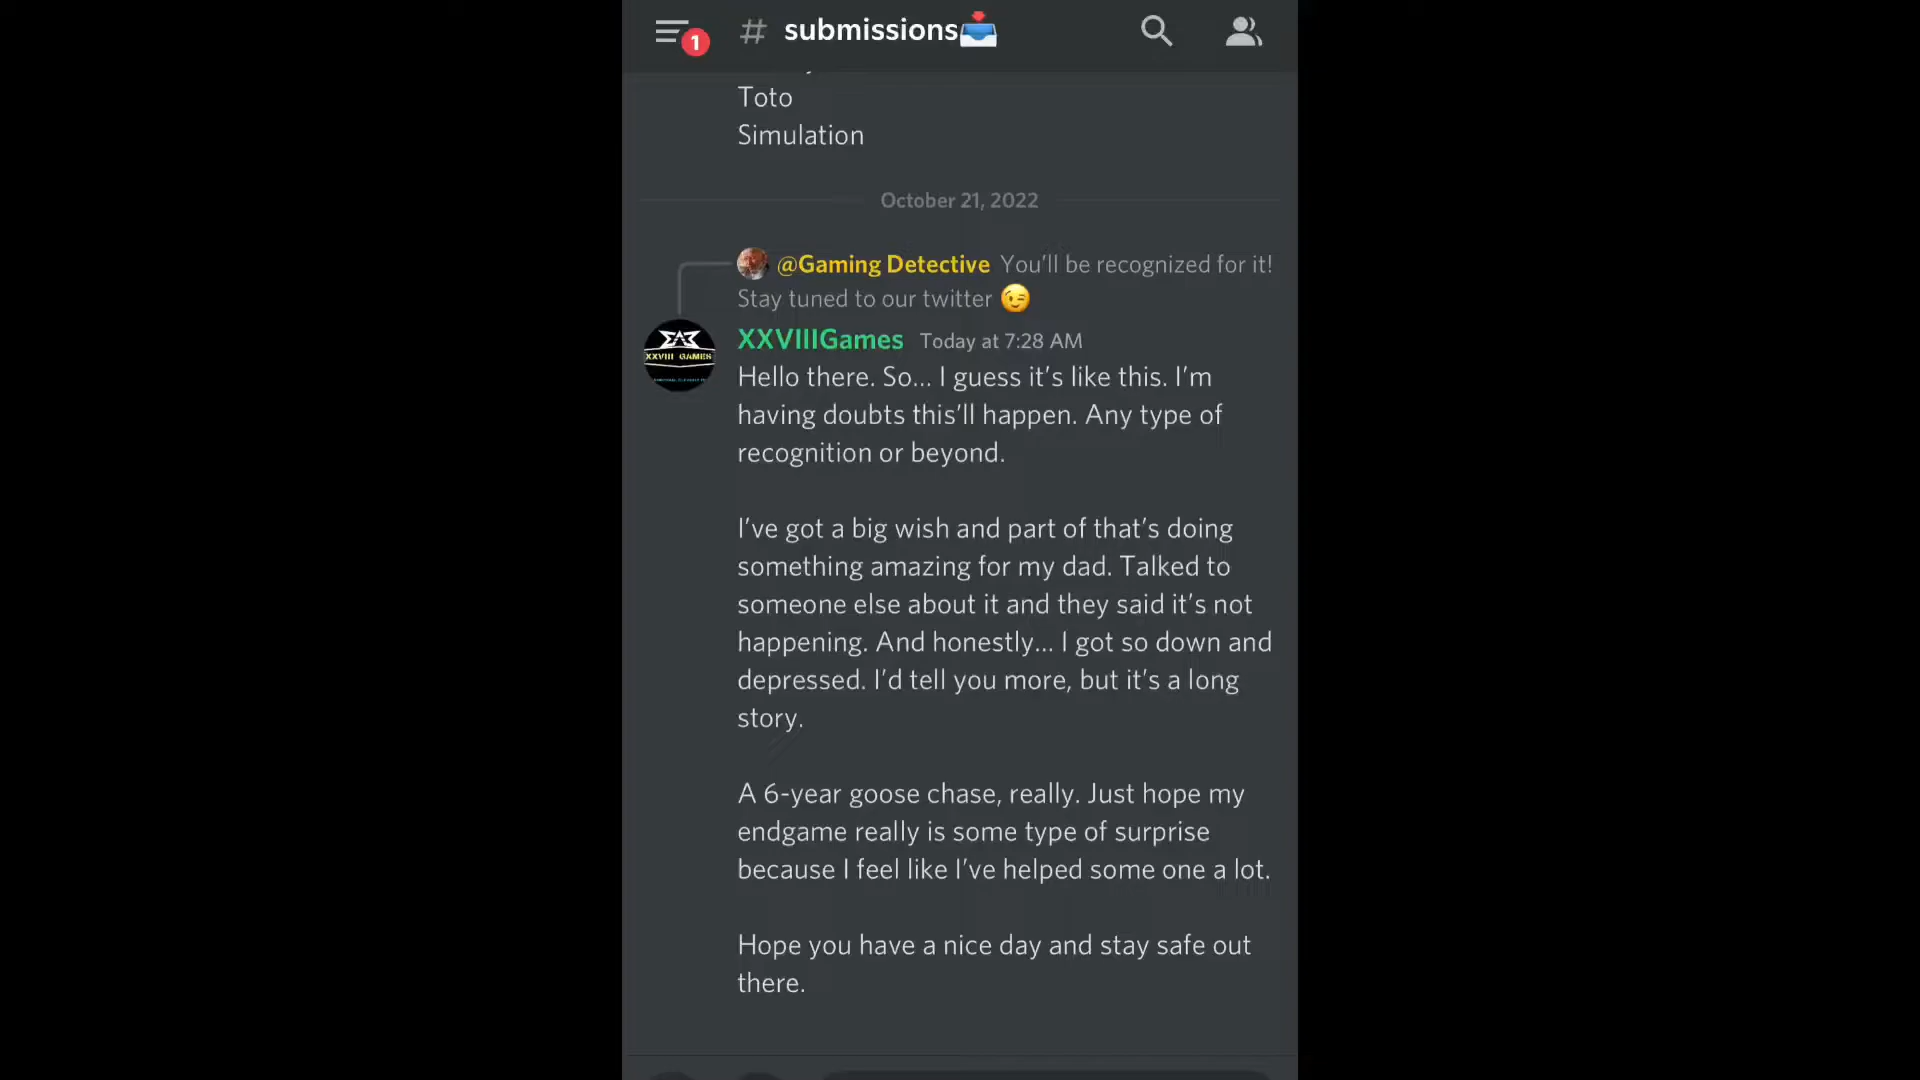 1
# submissions
Toto
Simulation
October 21, 2022
@Gaming Detective You'll be recognized for it!
Stay tuned to our twitter 😉
XXVIIIGames Today at 7:28 AM
XXVIII GAMES
Hello there. So... I guess it's like this. I'm
having doubts this'll happen. Any type of
recognition or beyond.
I've got a big wish and part of that's doing
something amazing for my dad. Talked to
someone else about it and they said it's not
happening. And honestly... I got so down and
depressed. I'd tell you more, but it's a long
story.
A 6-year goose chase, really. Just hope my
endgame really is some type of surprise
because I feel like I've helped some one a lot.
Hope you have a nice day and stay safe out
there.